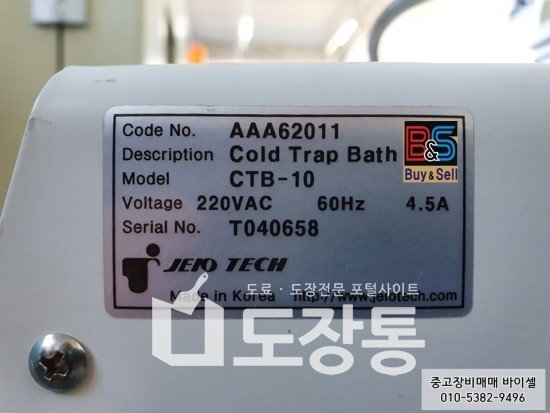 Code No. AAA62011
Description Cold Trap Bath
Model CTB-10
Voltage 220VAC 60Hz 4.5A
Serial No. T040658
B&S
Buy & Sell
JEIO TECH
Made in Korea http://www.jeiotech.com
도료 · 도장전문 포털사이트
도장통
중고장비매매 바이셀
010-5382-9496